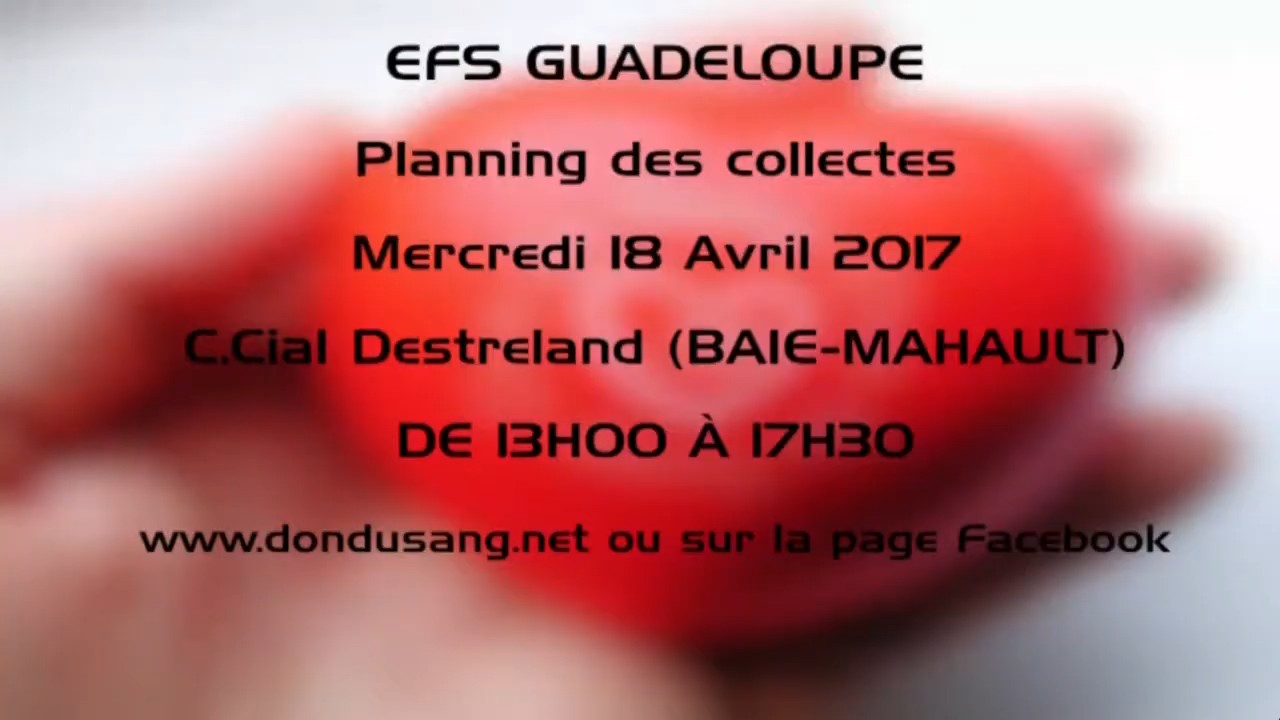 EFS GUADELOUPE
Planning des collectes
Mercredi 18 Avril 2017
C.Cial Destreland (BAIE-MAHAULT)
DE 13H00 À 17H30
www.dondusang.net ou sur la page Facebook